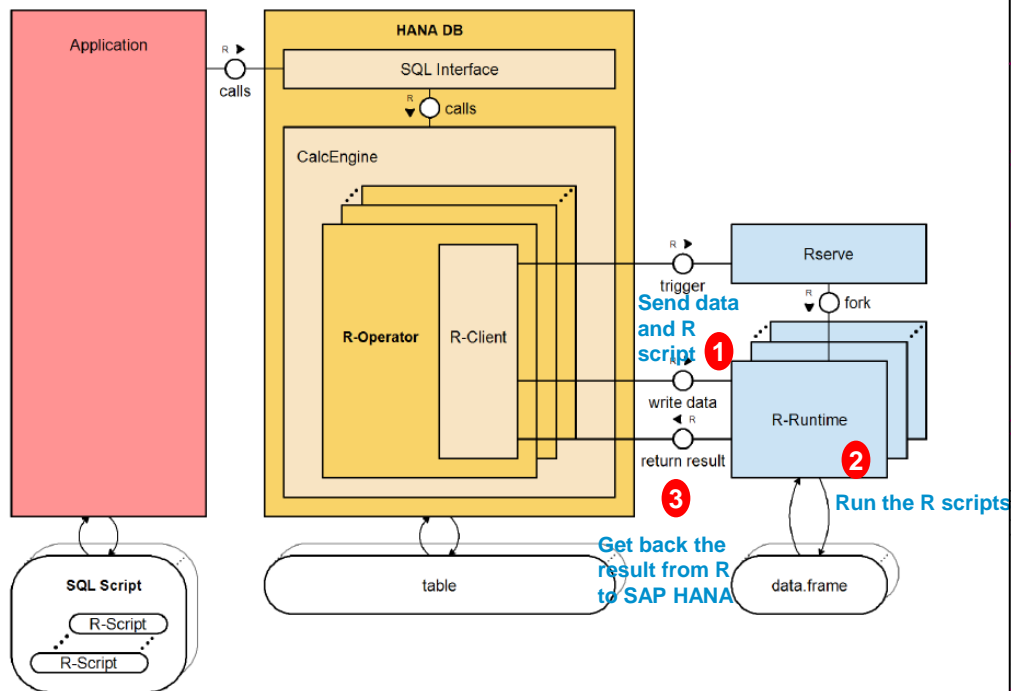 Application
R
calls
HANA DB
SQL Interface
R
calls
CalcEngine
R-Operator
R-Client
R
trigger
Rserve
R
fork
Send data
and R
script
1
R
write data
R
return result
R-Runtime
2
3
Run the R scripts
Get back the
result from R
to SAP HANA
SQL Script
R-Script
R-Script
table
data.frame